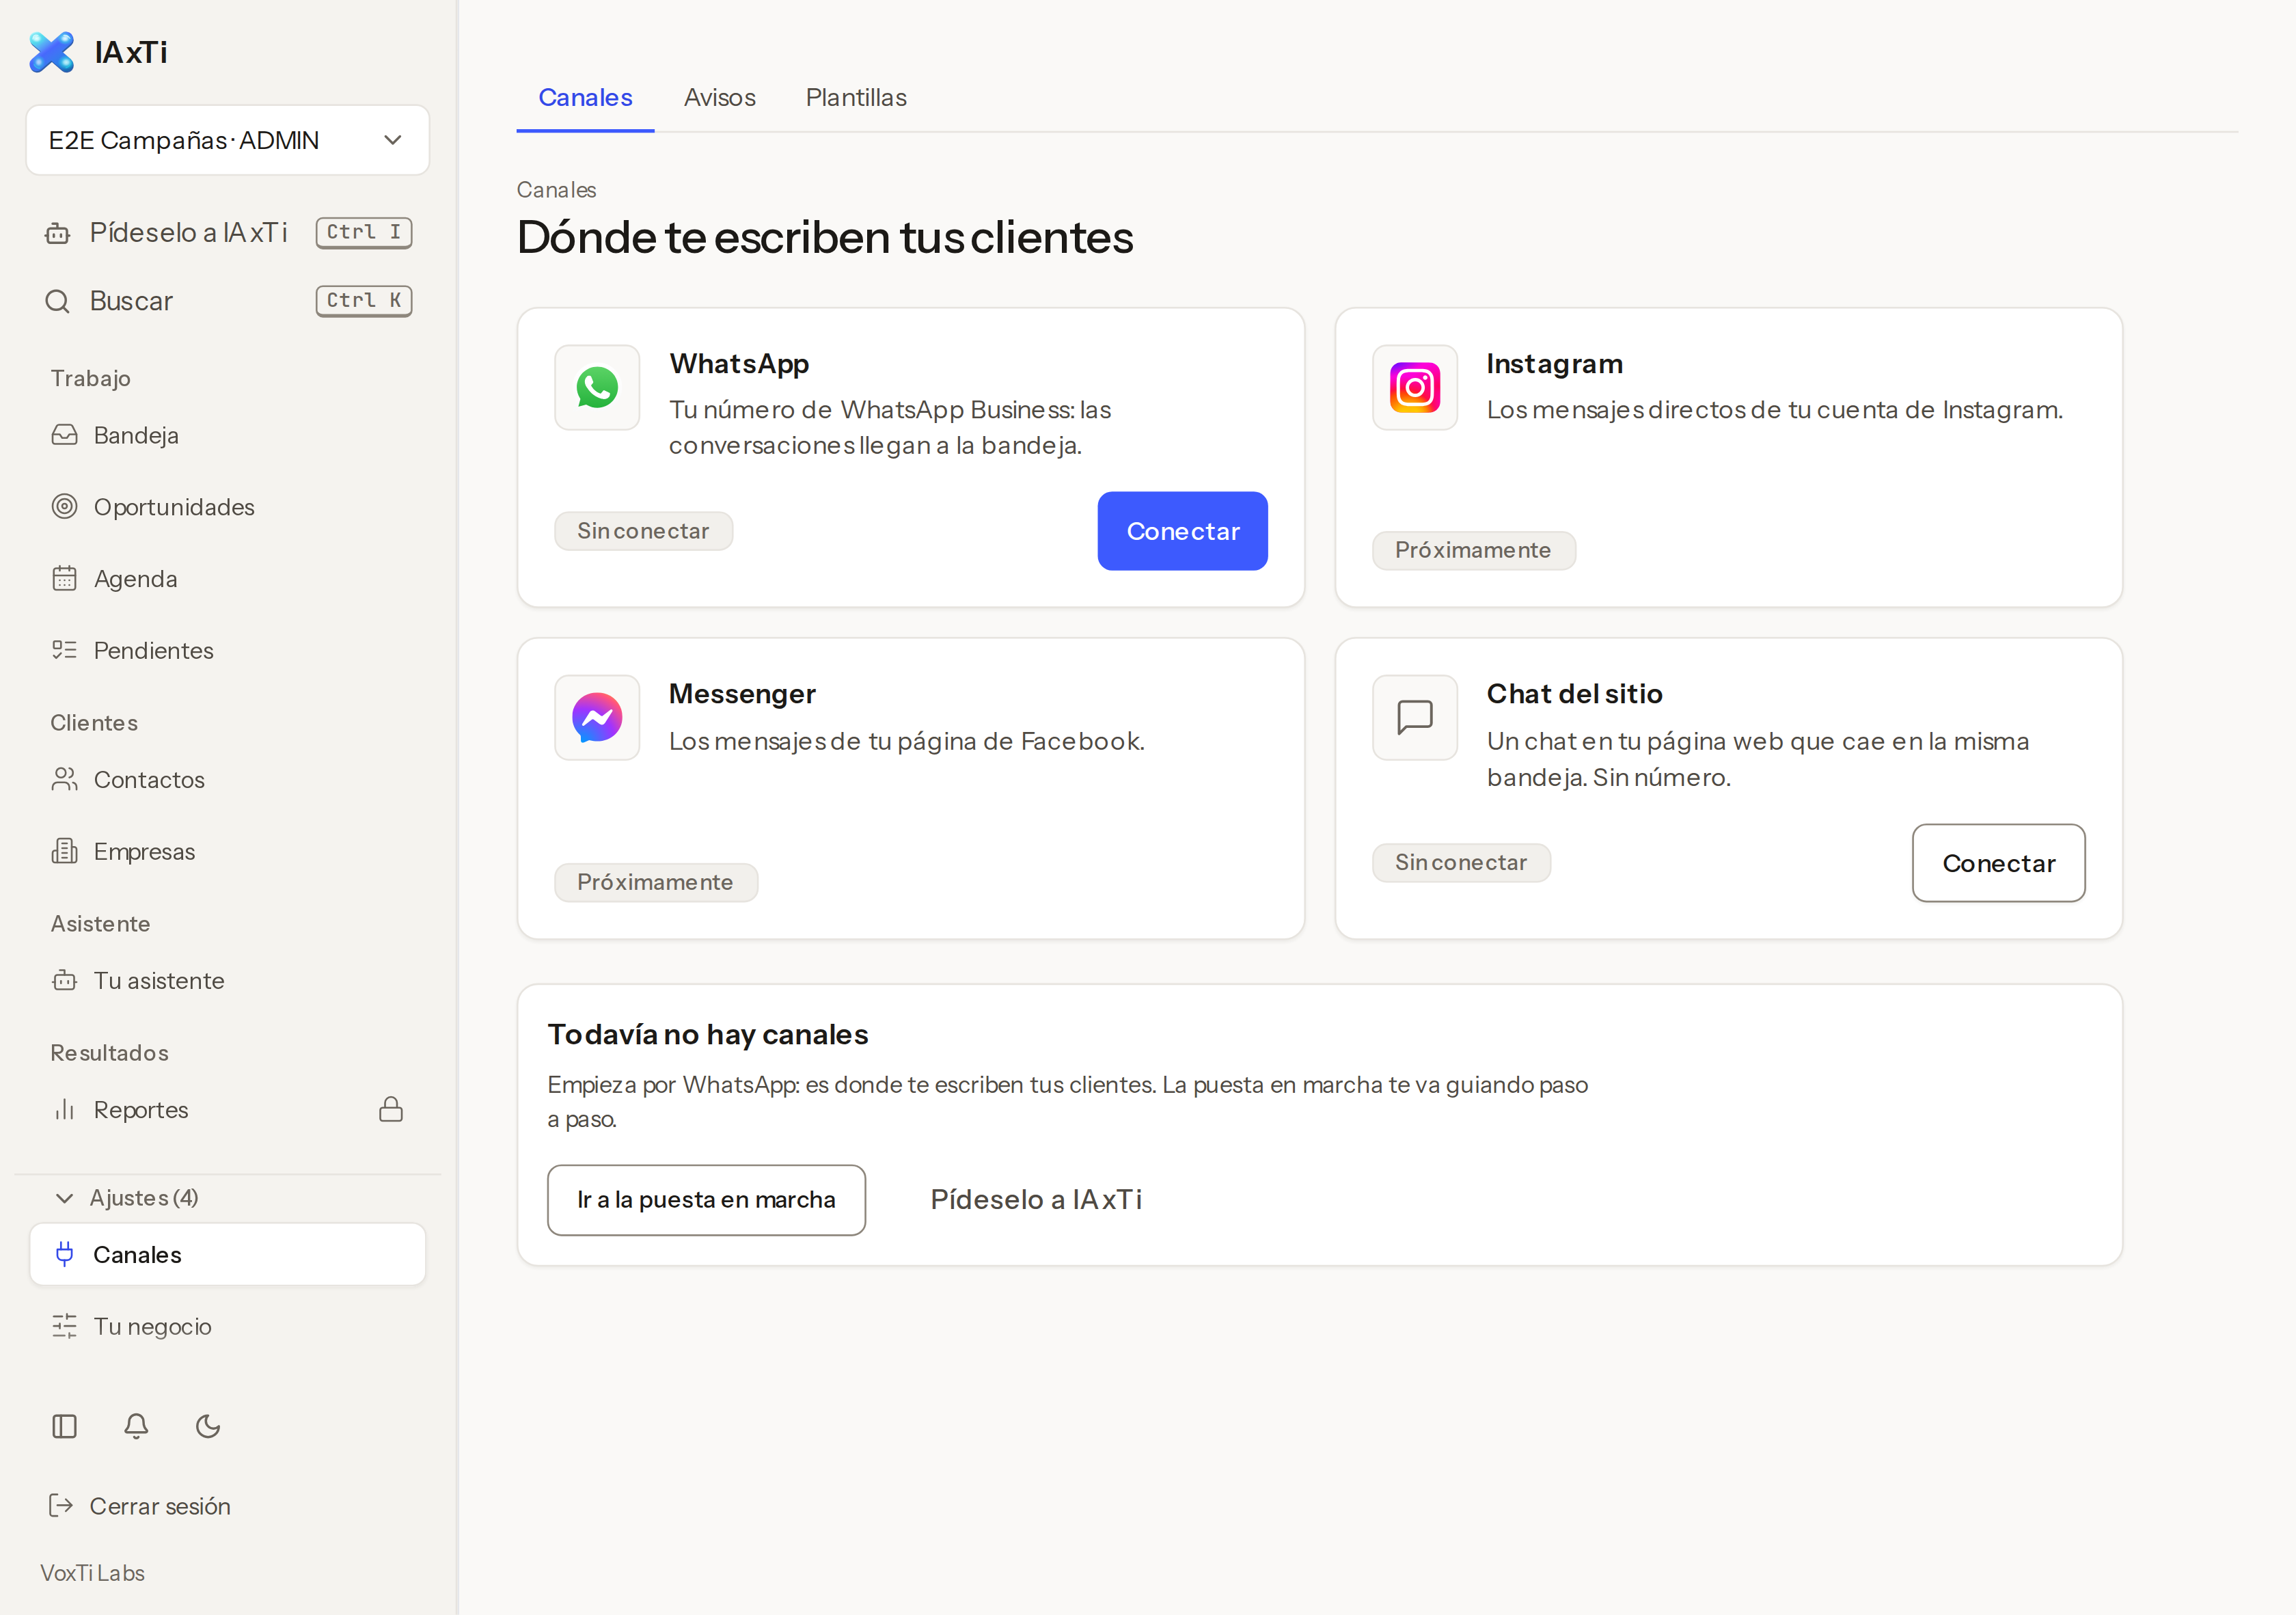 IAxTi
E2E Campañas · ADMIN
Pídeselo a IAxTi Ctrl I
Buscar Ctrl K
Trabajo
Bandeja
Oportunidades
Agenda
Pendientes
Clientes
Contactos
Empresas
Asistente
Tu asistente
Resultados
Reportes
Ajustes (4)
Canales
Tu negocio
Cerrar sesión
VoxTi Labs
Canales Avisos Plantillas
Canales
Dónde te escriben tus clientes
WhatsApp
Tu número de WhatsApp Business: las
conversaciones llegan a la bandeja.
Sin conectar
Conectar
Instagram
Los mensajes directos de tu cuenta de Instagram.
Próximamente
Messenger
Los mensajes de tu página de Facebook.
Próximamente
Chat del sitio
Un chat en tu página web que cae en la misma
bandeja. Sin número.
Sin conectar
Conectar
Todavía no hay canales
Empieza por WhatsApp: es donde te escriben tus clientes. La puesta en marcha te va guiando paso
a paso.
Ir a la puesta en marcha
Pídeselo a IAxTi